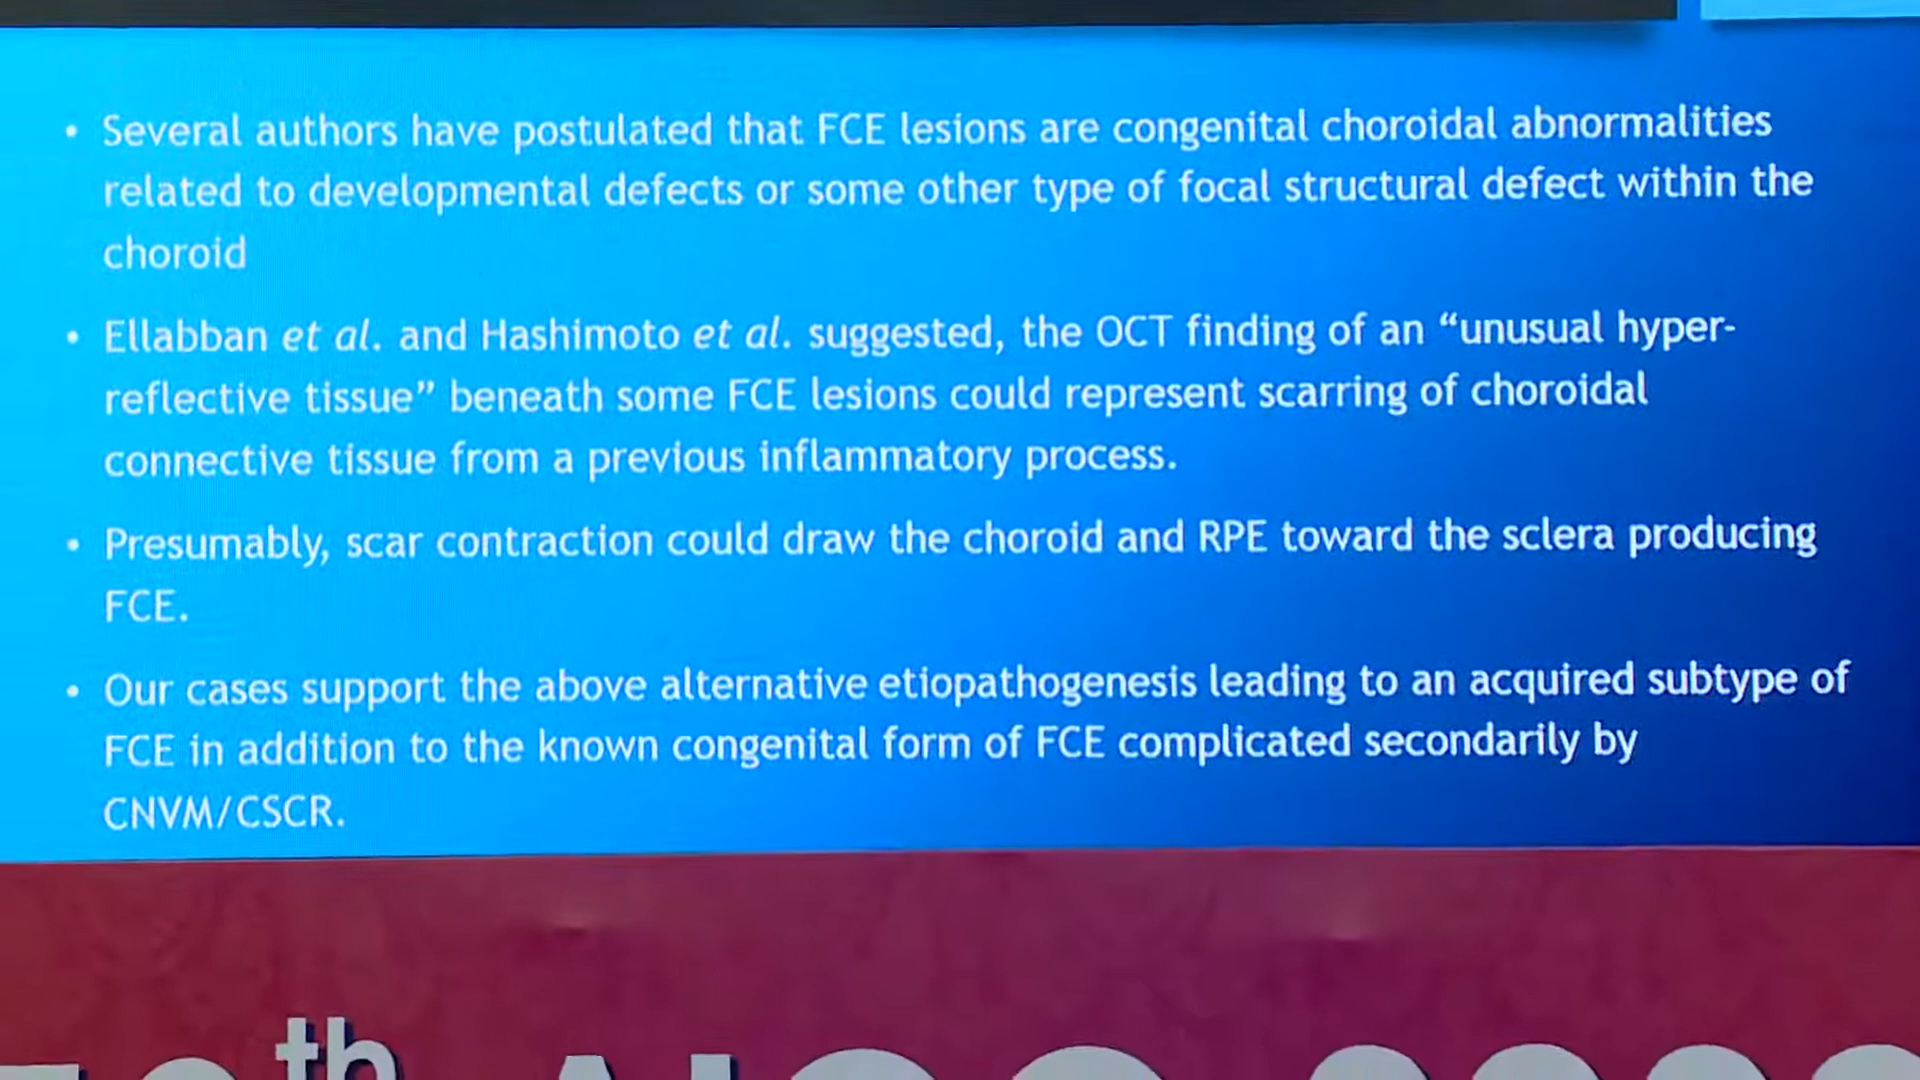 • Several authors have postulated that FCE lesions are congenital choroidal abnormalities
related to developmental defects or some other type of focal structural defect within the
choroid
• Ellabban et al. and Hashimoto et al. suggested, the OCT finding of an “unusual hyper-
reflective tissue” beneath some FCE lesions could represent scarring of choroidal
connective tissue from a previous inflammatory process.
• Presumably, scar contraction could draw the choroid and RPE toward the sclera producing
FCE.
• Our cases support the above alternative etiopathogenesis leading to an acquired subtype of
FCE in addition to the known congenital form of FCE complicated secondarily by
CNVM/CSCR.
th